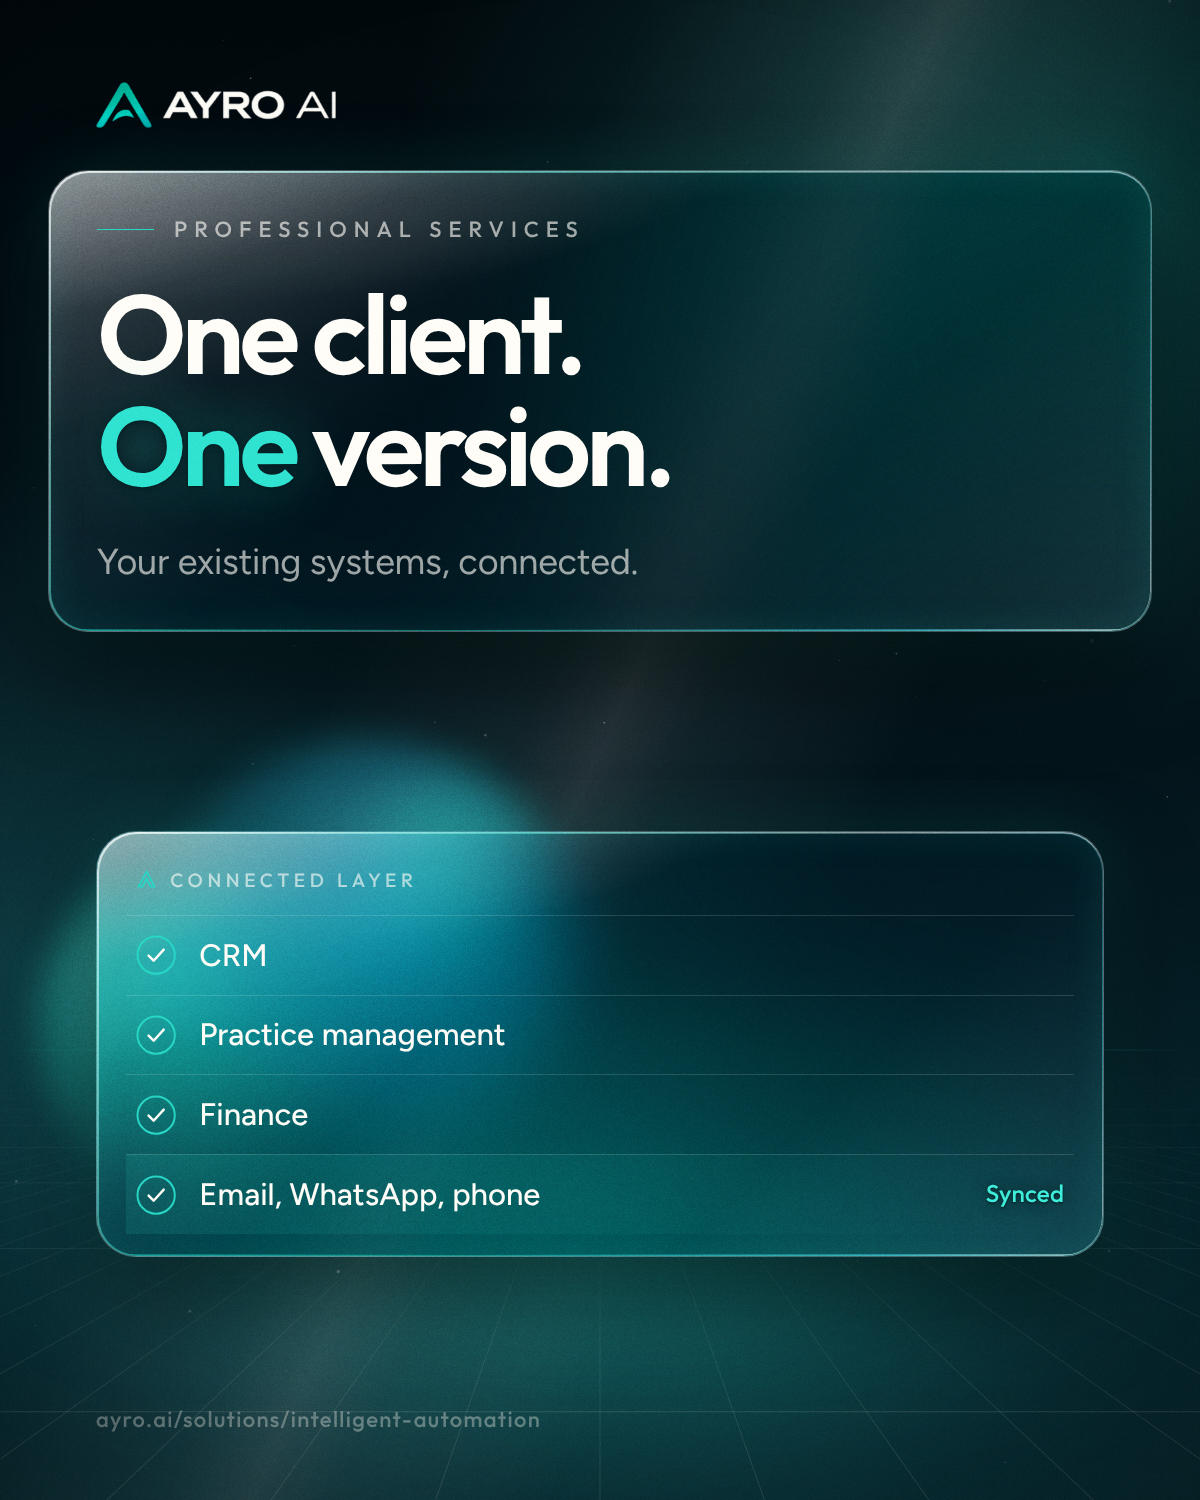 AYRO AI
PROFESSIONAL SERVICES
One client.
One version.
Your existing systems, connected.
CONNECTED LAYER
CRM
Practice management
Finance
Email, WhatsApp, phone
Synced
ayro.ai/solutions/intelligent-automation